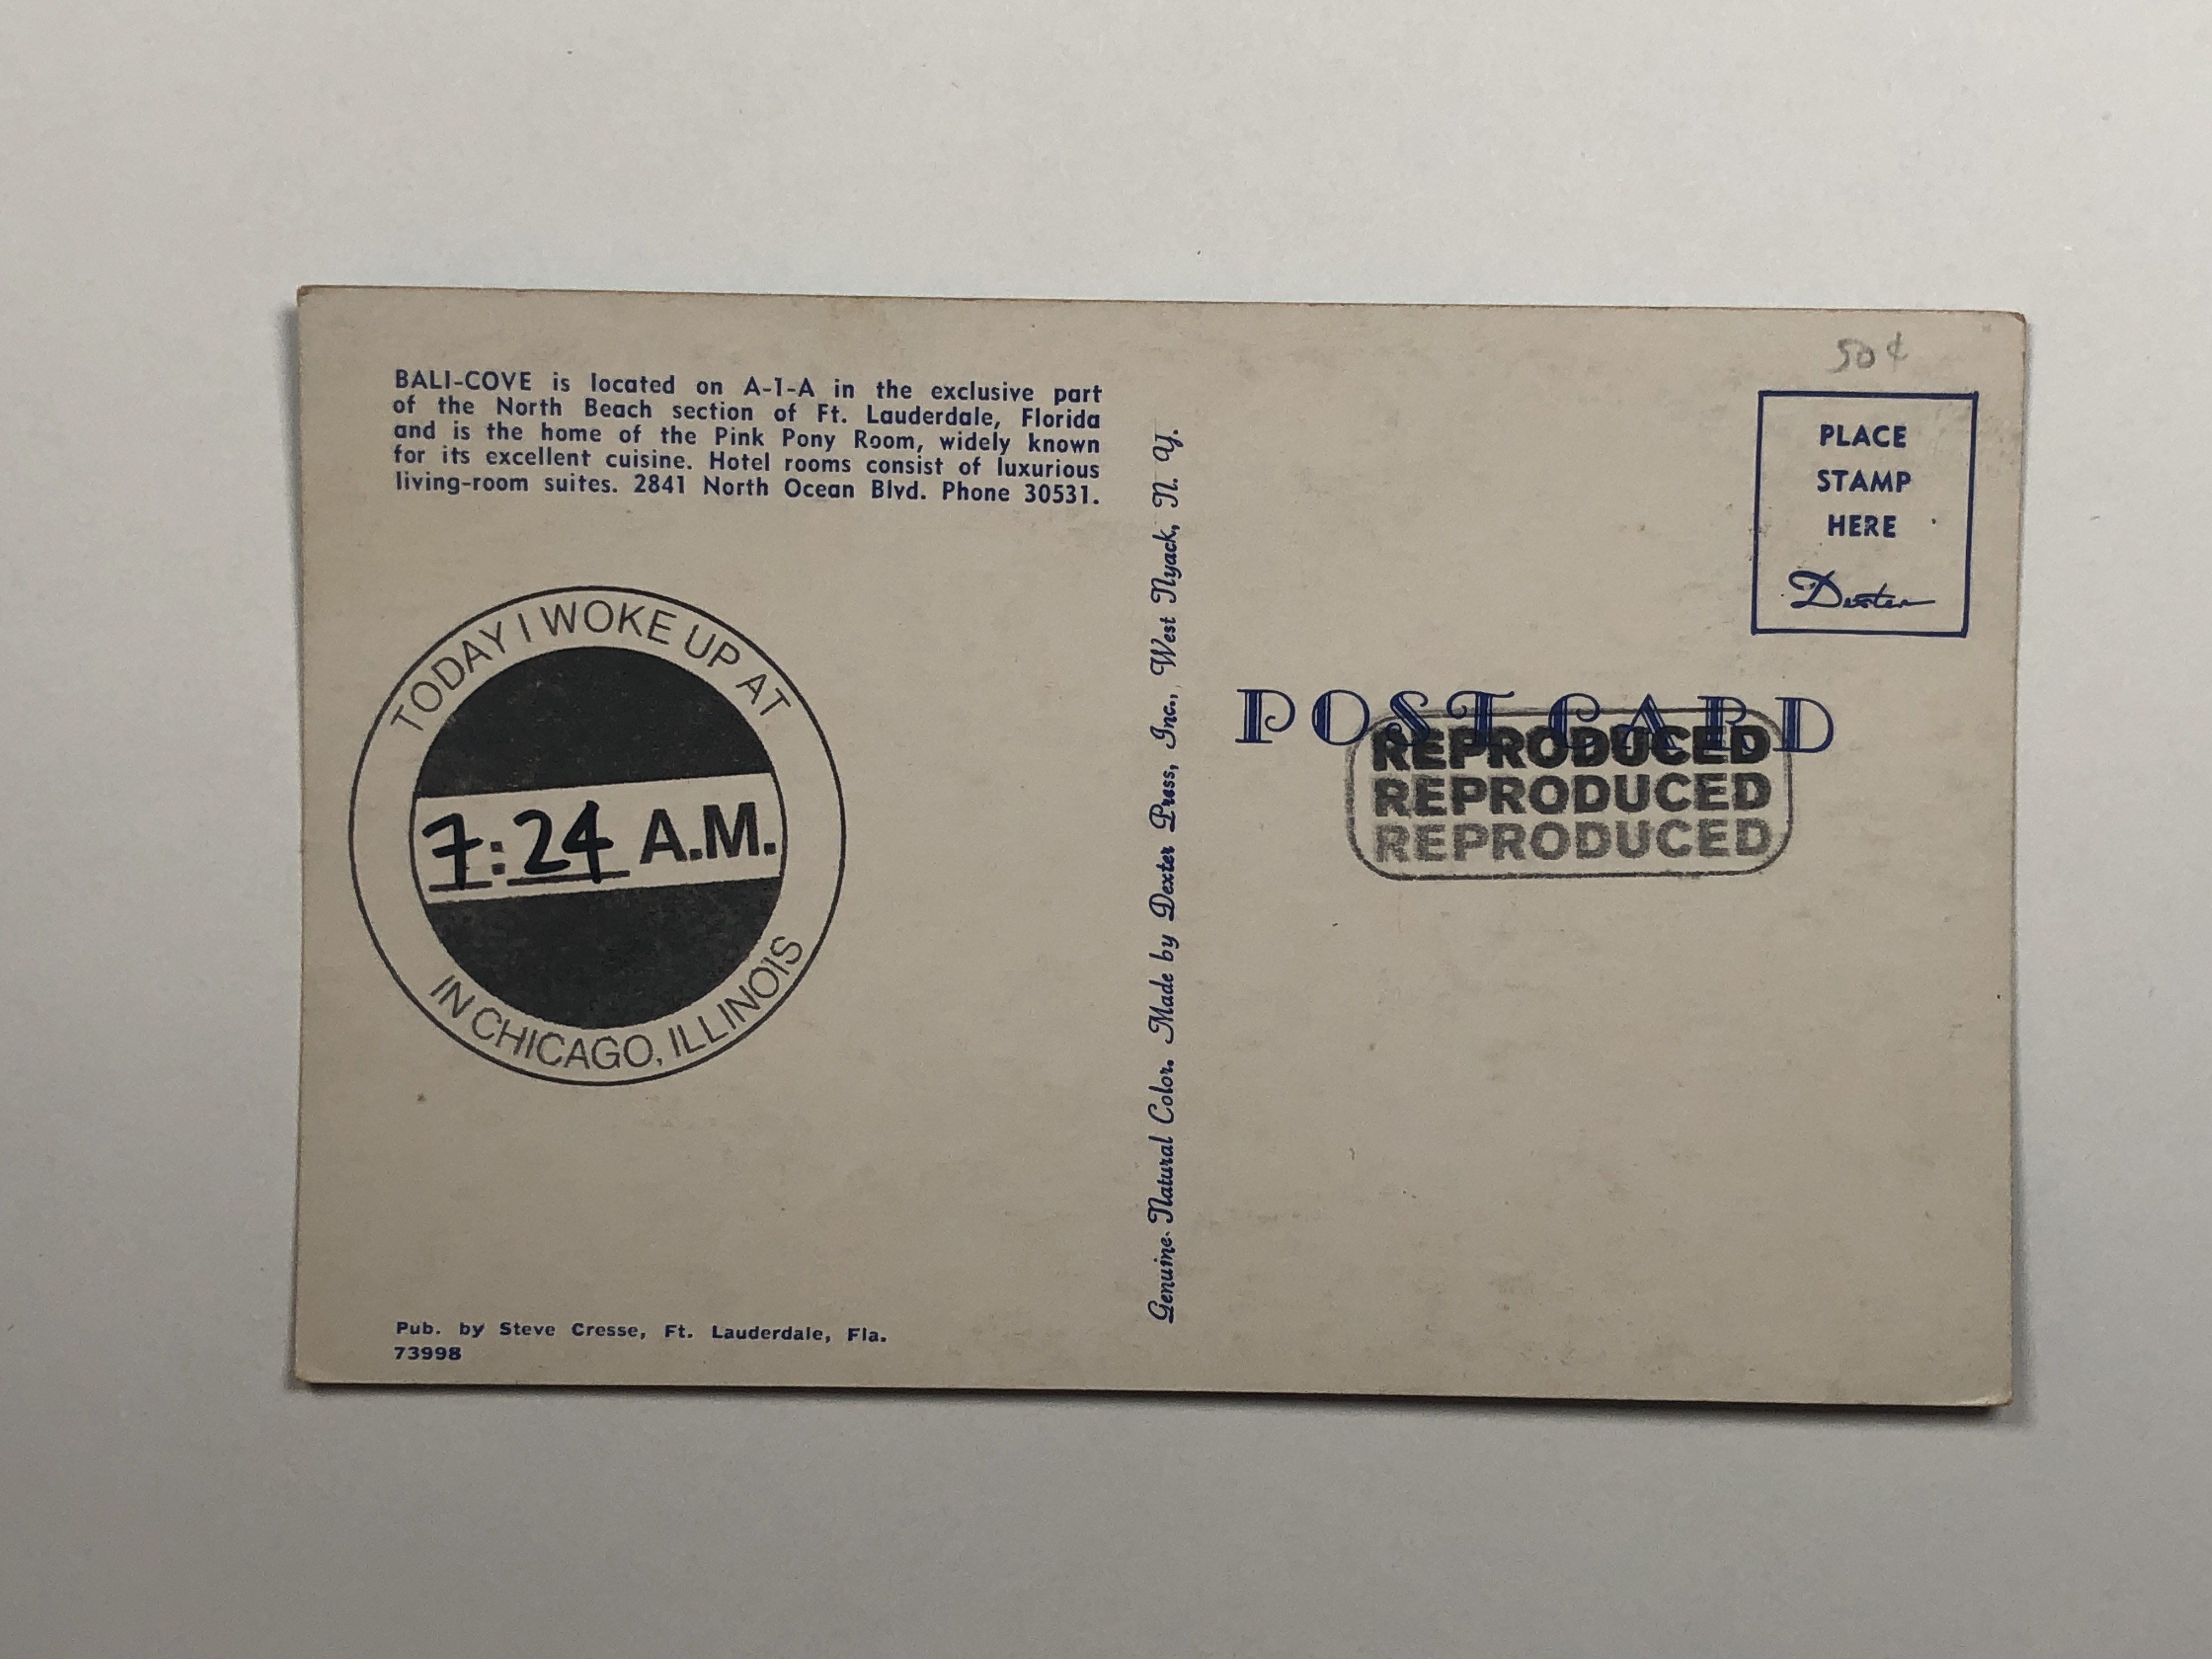 BALI-COVE is located on A-1-A in the exclusive part
of the North Beach section of Ft. Lauderdale, Florida
and is the home of the Pink Pony Room, widely known
for its excellent cuisine. Hotel rooms consist of luxurious
living-room suites. 2841 North Ocean Blvd. Phone 30531.
TODAY I WOKE UP AT
7:24 A.M.
IN CHICAGO, ILLINOIS
Pub. by Steve Cresse, Ft. Lauderdale, Fla.
73998
Genuine Natural Color. Made by Dexter Press, Inc., West Nyack, N. Y.
50¢
PLACE
STAMP
HERE
Dexter
POST CARD
REPRODUCED
REPRODUCED
REPRODUCED